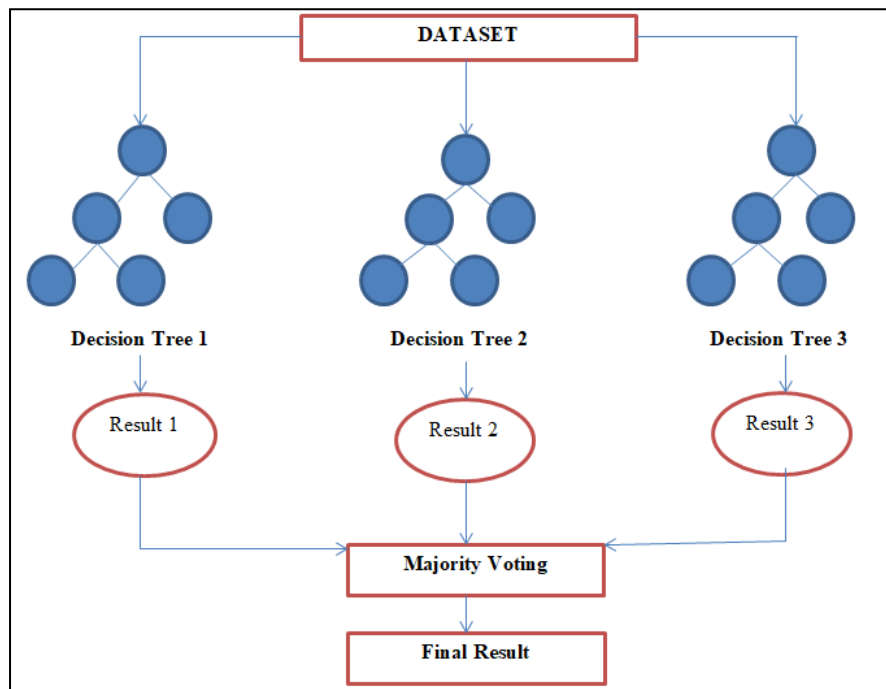 DATASET
Decision Tree 1
Decision Tree 2
Decision Tree 3
Result 1
Result 2
Result 3
Majority Voting
Final Result